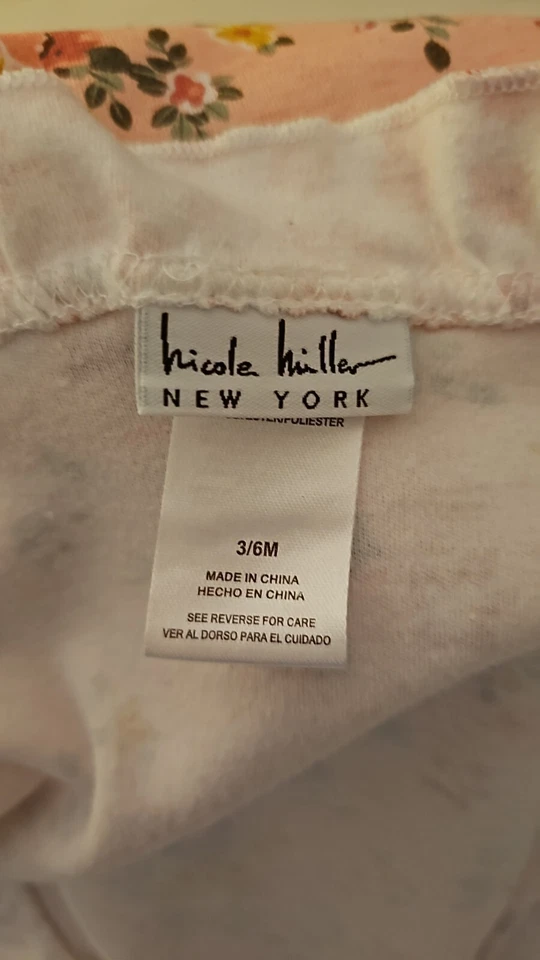 nicole miller
NEW YORK
3/6M
MADE IN CHINA
HECHO EN CHINA
SEE REVERSE FOR CARE
VER AL DORSO PARA EL CUIDADO